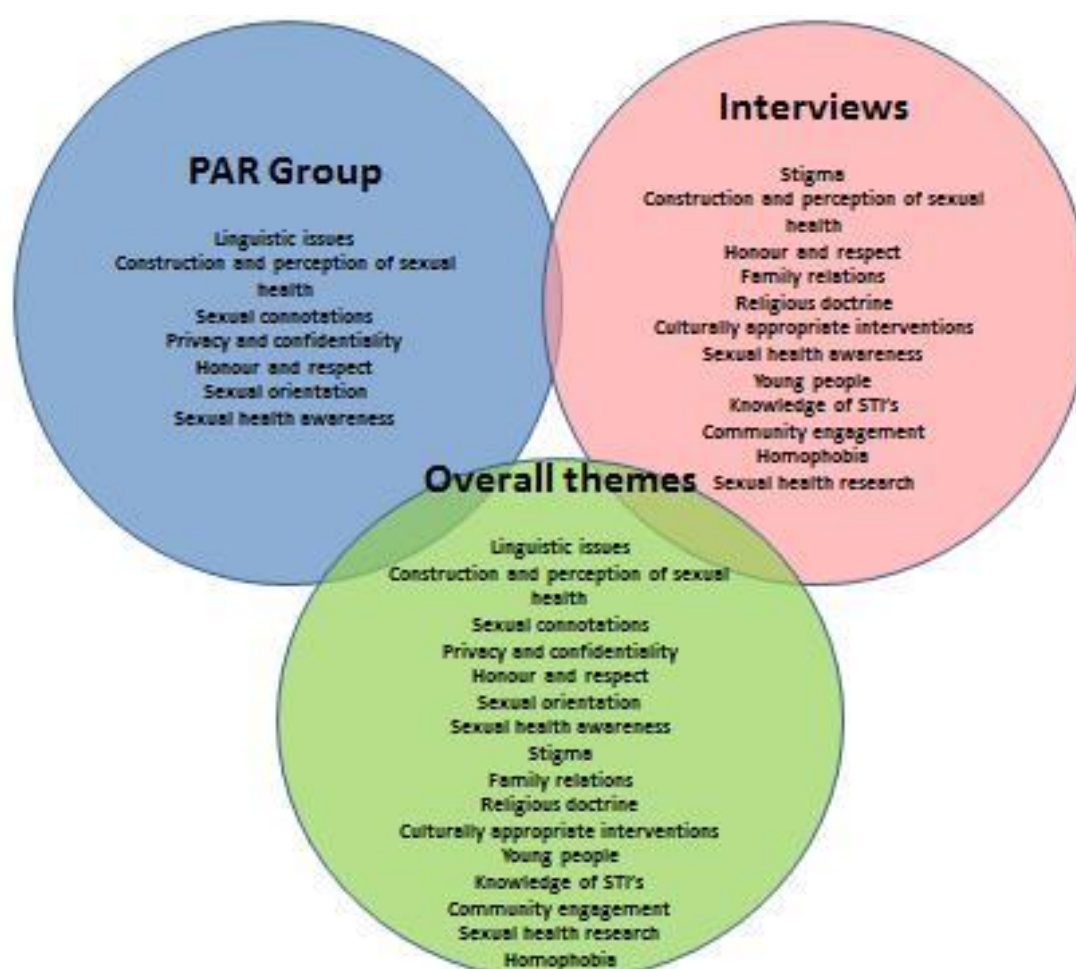 PAR Group
Linguistic issues
Construction and perception of sexual
health
Sexual connotations
Privacy and confidentiality
Honour and respect
Sexual orientation
Sexual health awareness
Interviews
Stigma
Construction and perception of sexual
health
Honour and respect
Family relations
Religious doctrine
Culturally appropriate interventions
Sexual health awareness
Young people
Knowledge of STI's
Community engagement
Homophobia
Sexual health research
Overall themes
Linguistic issues
Construction and perception of sexual
health
Sexual connotations
Privacy and confidentiality
Honour and respect
Sexual orientation
Sexual health awareness
Stigma
Family relations
Religious doctrine
Culturally appropriate interventions
Young people
Knowledge of STI's
Community engagement
Sexual health research
Homophobia